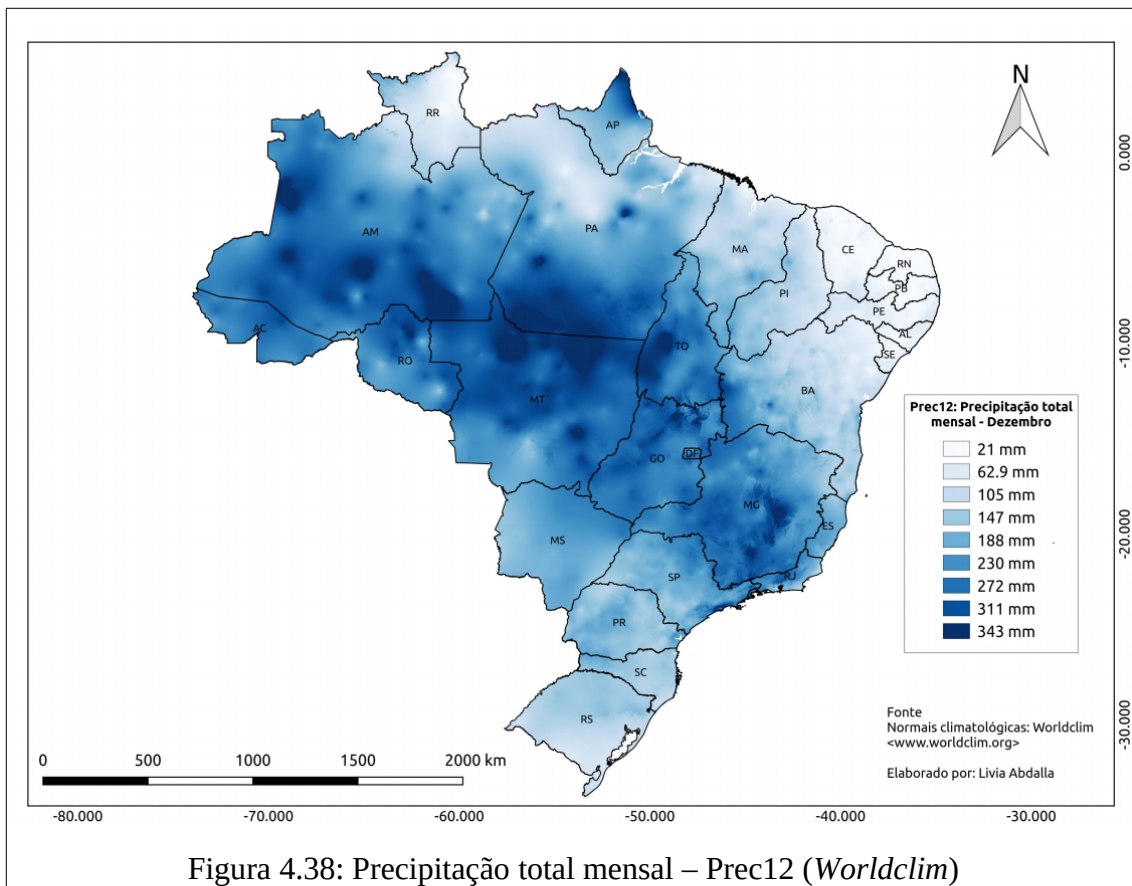 N
RR
AP
AM
PA
MA
CE
RN
PB
PE
PI
AL
SE
AC
RO
TO
BA
MT
GO
DF
MG
ES
MS
SP
RJ
PR
SC
RS
0.000
-10.000
-20.000
-30.000
Prec12: Precipitação total
mensal - Dezembro
21 mm
62.9 mm
105 mm
147 mm
188 mm
230 mm
272 mm
311 mm
343 mm
Fonte
Normais climatológicas: Worldclim
<www.worldclim.org>
Elaborado por: Livia Abdalla
0 500 1000 1500 2000 km
-80.000 -70.000 -60.000 -50.000 -40.000 -30.000
Figura 4.38: Precipitação total mensal – Prec12 (Worldclim)